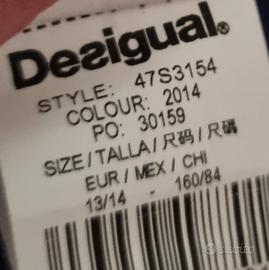 Desigual.®
STYLE: 47S3154
COLOUR: 2014
PO: 30159
SIZE/TALLA/尺码/尺碼
EUR / MEX / CHI
13/14 - 160/84
subito